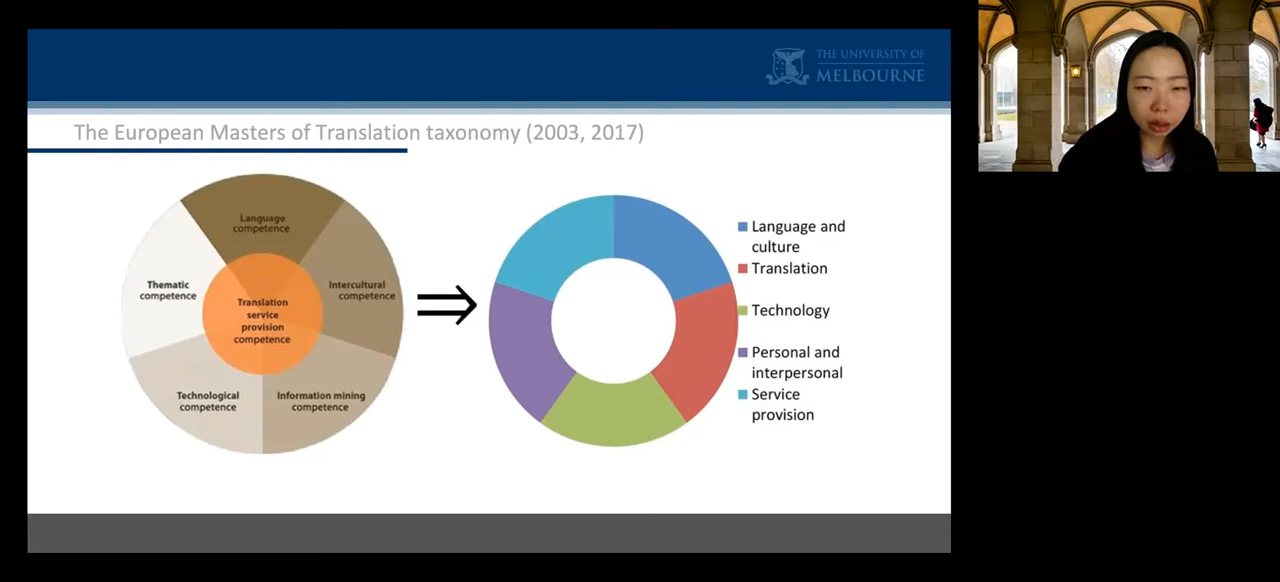 THE UNIVERSITY OF
MELBOURNE
The European Masters of Translation taxonomy (2003, 2017)
Language
competence
Thematic
competence
Intercultural
competence
Translation
service
provision
competence
Technological
competence
Information mining
competence
Language and
culture
Translation
Technology
Personal and
interpersonal
Service
provision